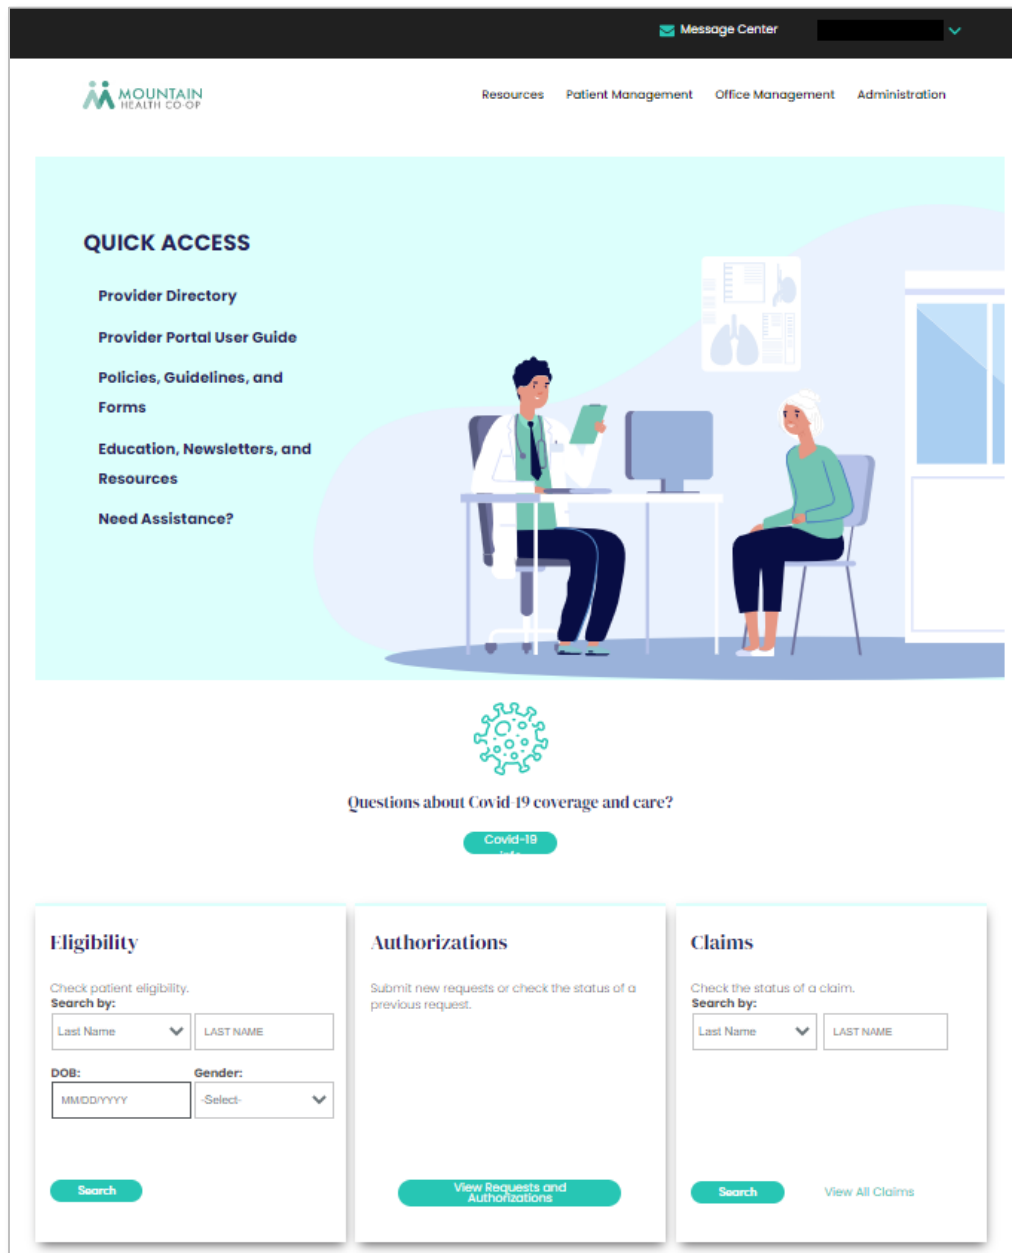 Message Center
MOUNTAIN
HEALTH CO-OP
Resources Patient Management Office Management Administration
QUICK ACCESS
Provider Directory
Provider Portal User Guide
Policies, Guidelines, and
Forms
Education, Newsletters, and
Resources
Need Assistance?
Questions about Covid-19 coverage and care?
Covid-19
info
Eligibility
Check patient eligibility.
Search by:
Last Name LAST NAME
DOB: Gender:
MM/DD/YYYY -Select-
Search
Authorizations
Submit new requests or check the status of a
previous request.
View Requests and
Authorizations
Claims
Check the status of a claim.
Search by:
Last Name LAST NAME
Search View All Claims